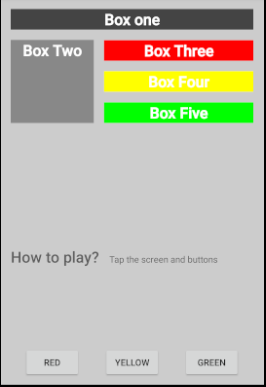 Box one
Box Two
Box Three
Box Four
Box Five
How to play? Tap the screen and buttons
RED YELLOW GREEN